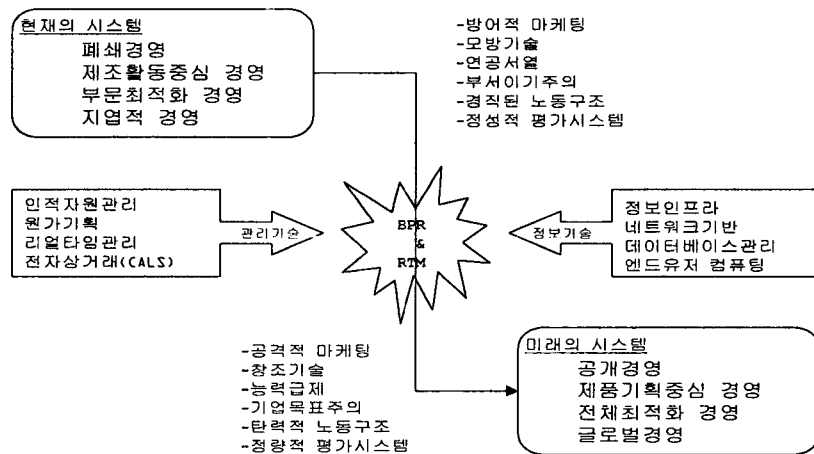 현재의 시스템
폐쇄경영
제조활동중심 경영
부문최적화 경영
지엽적 경영
-방어적 마케팅
-모방기술
-연공서열
-부서이기주의
-경직된 노동구조
-정성적 평가시스템
인적자원관리
원가기획
리얼타임관리
전자상거래(CALS)
관리기술
BPR
&
RTM
정보기술
정보인프라
네트워크기반
데이터베이스관리
엔드유저 컴퓨팅
-공격적 마케팅
-창조기술
-능력급제
-기업목표주의
-탄력적 노동구조
-정량적 평가시스템
미래의 시스템
공개경영
제품기획중심 경영
전체최적화 경영
글로벌경영